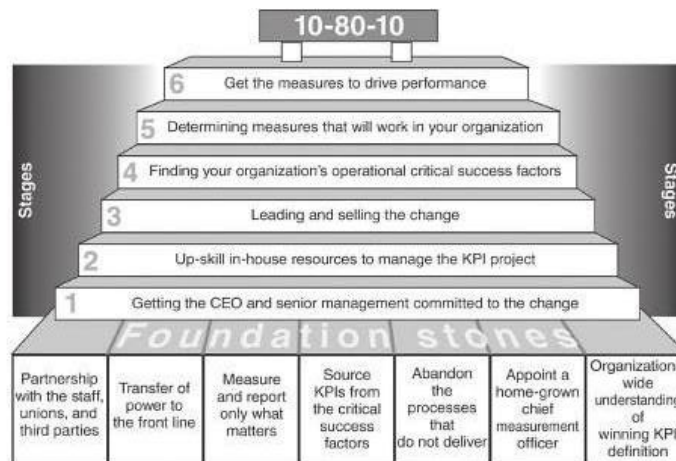 10-80-10
6 Get the measures to drive performance
5 Determining measures that will work in your organization
4 Finding your organization's operational critical success factors
3 Leading and selling the change
2 Up-skill in-house resources to manage the KPI project
1 Getting the CEO and senior management committed to the change
Stages
Stages
Foundation stones
Partnership
with the staff,
unions, and
third parties
Transfer of
power to
the front line
Measure
and report
only what
matters
Source
KPIs from
the critical
success
factors
Abandon
the
processes
that
do not deliver
Appoint a
home-grown
chief
measurement
officer
Organization
wide
understanding
of
winning KPI
definition